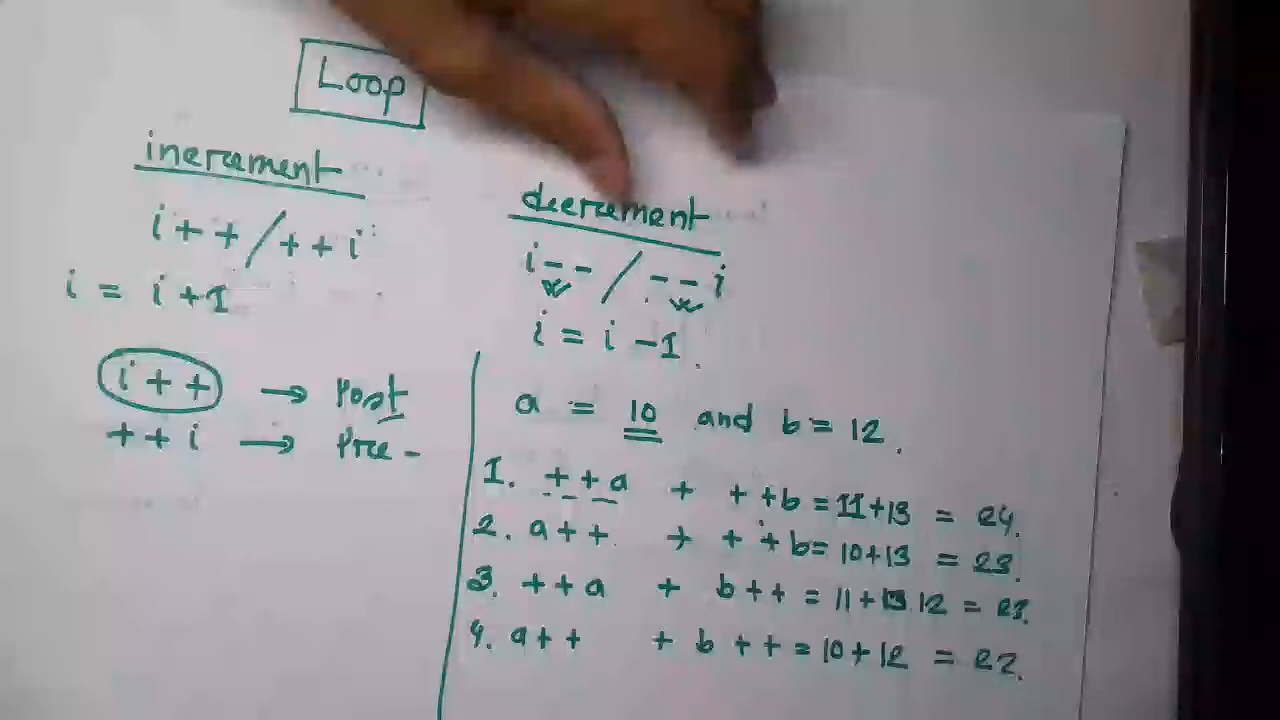 Loop
increment
i++ / ++i
i = i+1
i++ → Post
++i → Pre -
decrement
i-- / --i
i = i -1.
a = 10 and b = 12.
1. ++a + ++b = 11+13 = 24.
2. a++ + ++b = 10+13 = 23.
3. ++a + b++ = 11+ 12 = 23.
4. a++ + b++ = 10+12 = 22.